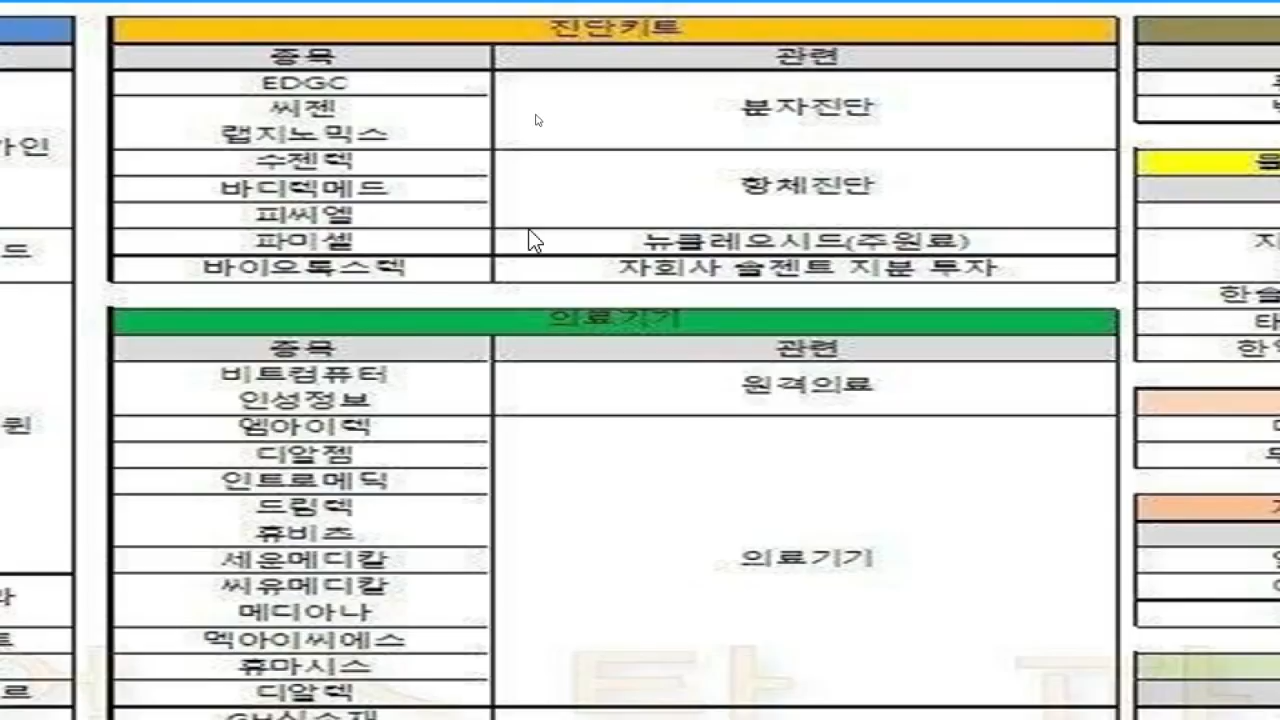 진단키트
종목 관련
EDGC
씨젠
랩지노믹스
분자진단
수젠텍
바디텍메드
피씨엘
항체진단
파미셀 뉴클레오시드(주원료)
바이오톡스텍 자회사 솔젠트 지분 투자
의료기기
종목 관련
비트컴퓨터
인성정보
원격의료
엠아이텍
디알젬
인트로메딕
드림텍
휴비츠
세운메디칼
씨유메디칼
메디아나
멕아이씨에스
휴마시스
디알텍
의료기기